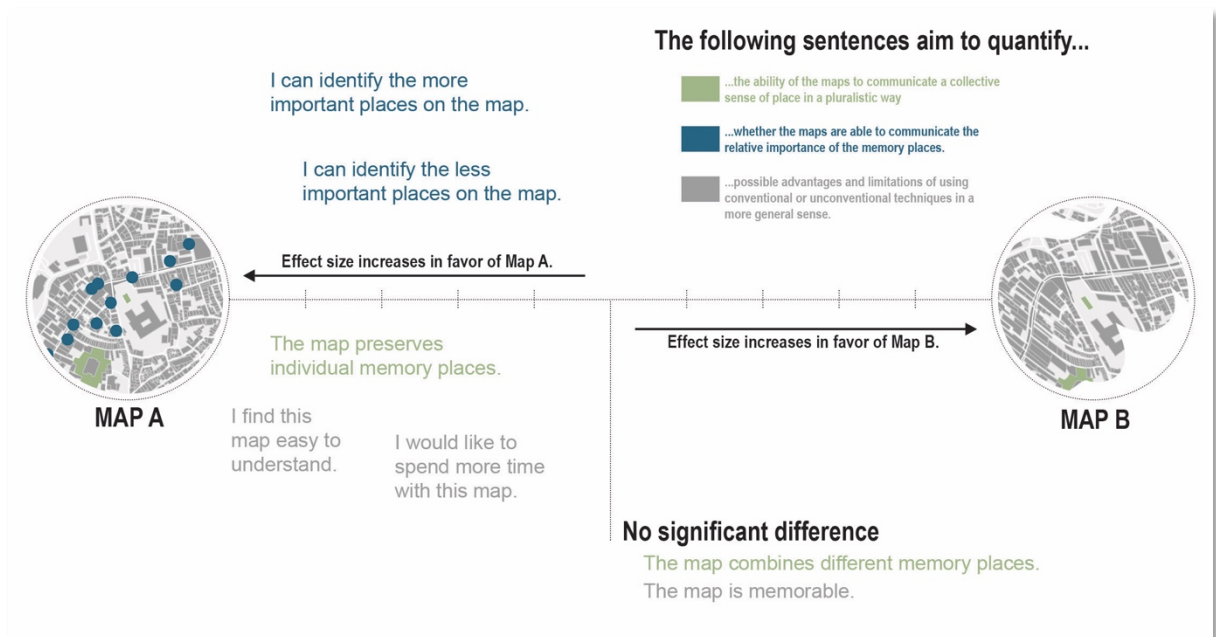 The following sentences aim to quantify...
...the ability of the maps to communicate a collective
sense of place in a pluralistic way
...whether the maps are able to communicate the
relative importance of the memory places.
...possible advantages and limitations of using
conventional or unconventional techniques in a
more general sense.
I can identify the more
important places on the map.
I can identify the less
important places on the map.
Effect size increases in favor of Map A.
Effect size increases in favor of Map B.
MAP A
MAP B
The map preserves
individual memory places.
I find this
map easy to
understand.
I would like to
spend more time
with this map.
No significant difference
The map combines different memory places.
The map is memorable.